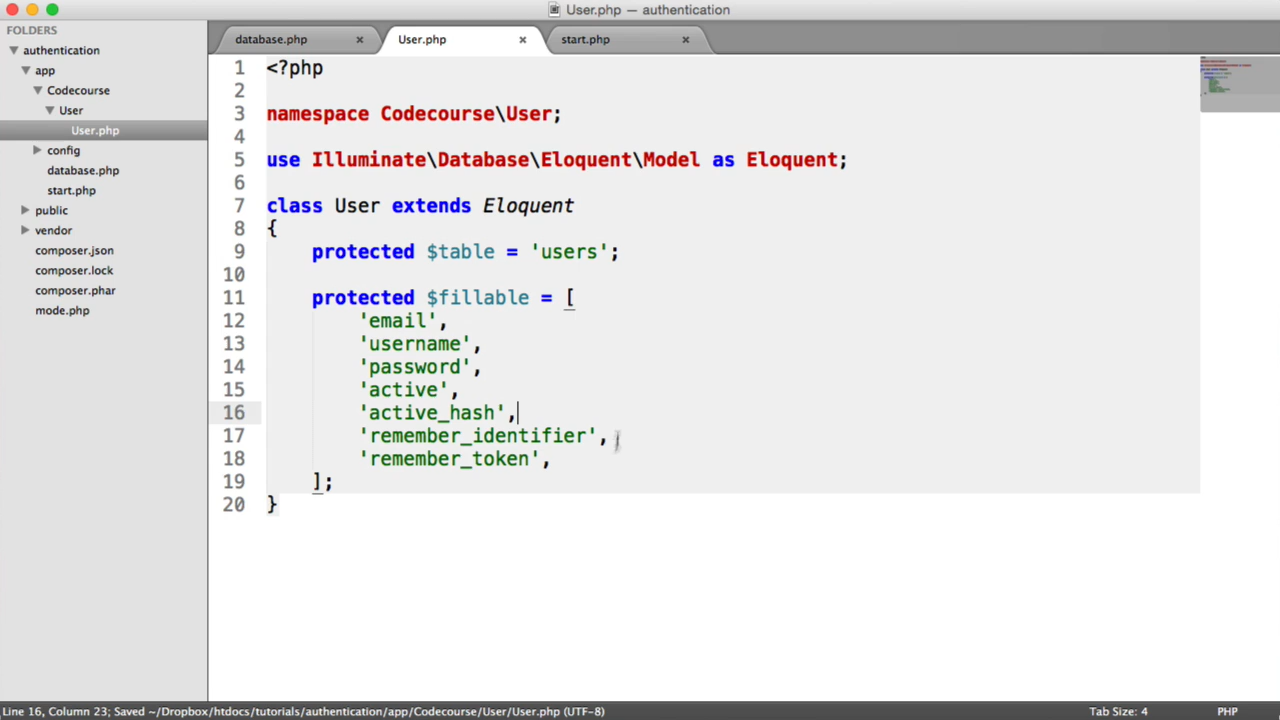 User.php — authentication
FOLDERS
authentication
app
Codecourse
User
User.php
config
database.php
start.php
public
vendor
composer.json
composer.lock
composer.phar
mode.php
database.php ×
User.php ×
start.php ×
1 <?php
2
3 namespace Codecourse\User;
4
5 use Illuminate\Database\Eloquent\Model as Eloquent;
6
7 class User extends Eloquent
8 {
9 protected $table = 'users';
10
11 protected $fillable = [
12 'email',
13 'username',
14 'password',
15 'active',
16 'active_hash',
17 'remember_identifier',
18 'remember_token',
19 ];
20 }
Line 16, Column 23; Saved ~/Dropbox/htdocs/tutorials/authentication/app/Codecourse/User/User.php (UTF-8)
Tab Size: 4
PHP